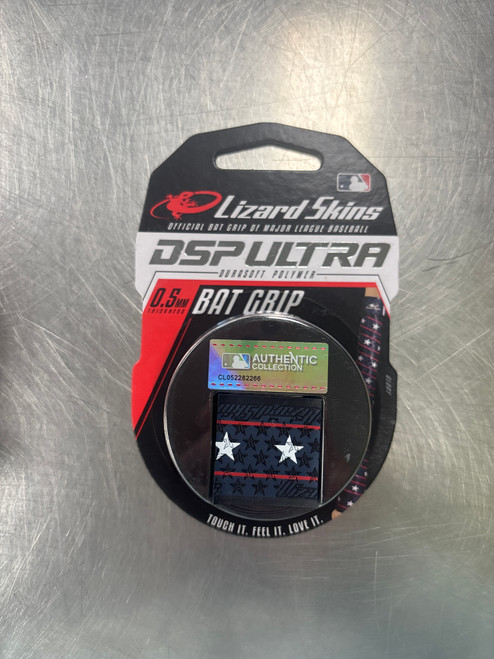 Lizard Skins
OFFICIAL BAT GRIP OF MAJOR LEAGUE BASEBALL
DSP ULTRA
DURASOFT POLYMER
0.5MM
THICKNESS
BAT GRIP
AUTHENTIC
COLLECTION
CL052262266
TOUCH IT. FEEL IT. LOVE IT.